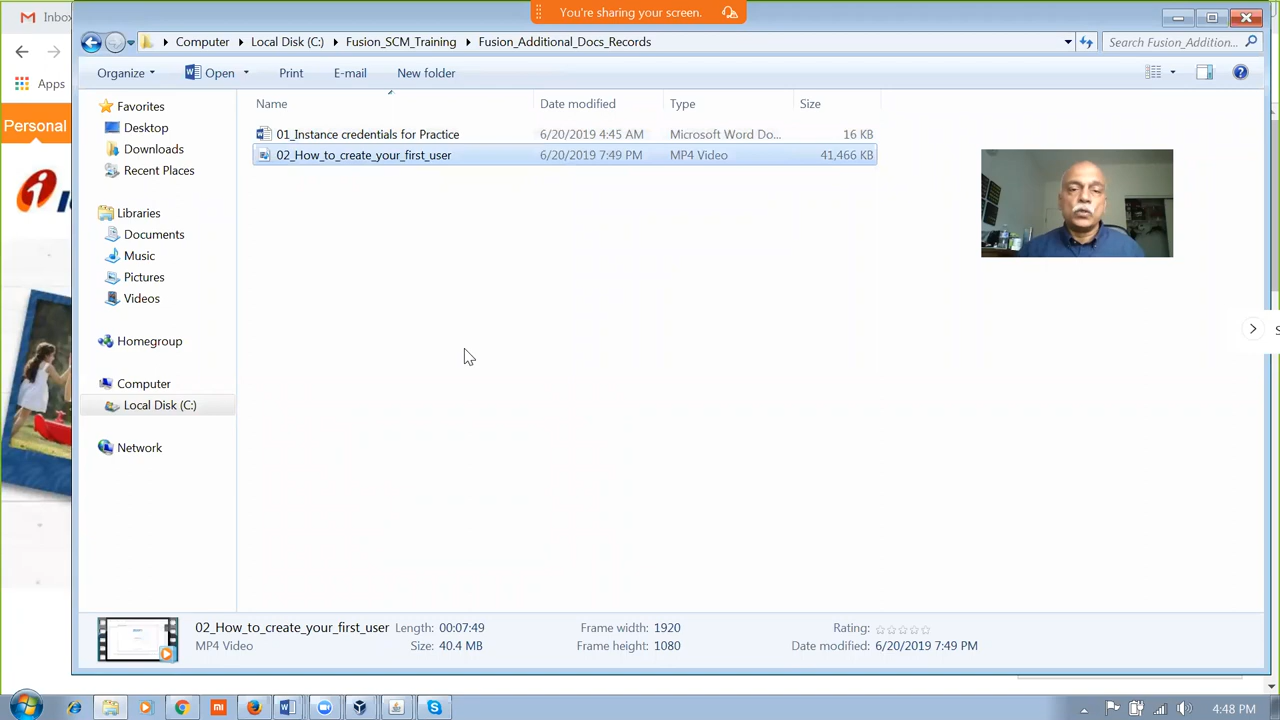 You're sharing your screen.
Inbox
Apps
Personal
Computer Local Disk (C:) Fusion_SCM_Training Fusion_Additional_Docs_Records
Search Fusion_Addition...
Organize Open Print E-mail New folder
Favorites
Desktop
Downloads
Recent Places
Libraries
Documents
Music
Pictures
Videos
Homegroup
Computer
Local Disk (C:)
Network
Name Date modified Type Size
01_Instance credentials for Practice 6/20/2019 4:45 AM Microsoft Word Do... 16 KB
02_How_to_create_your_first_user 6/20/2019 7:49 PM MP4 Video 41,466 KB
02_How_to_create_your_first_user Length: 00:07:49 Frame width: 1920 Rating:
MP4 Video Size: 40.4 MB Frame height: 1080 Date modified: 6/20/2019 7:49 PM
4:48 PM